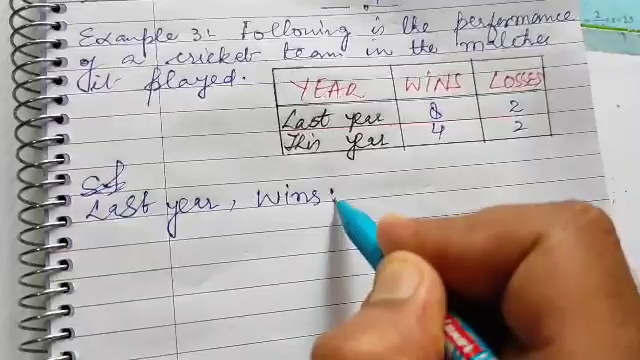 Example 3: Following is the performance
of a cricket team in the matches
it played.
YEAR WINS LOSSES
Last year 8 2
This year 4 2
Sol
Last year, Wins :